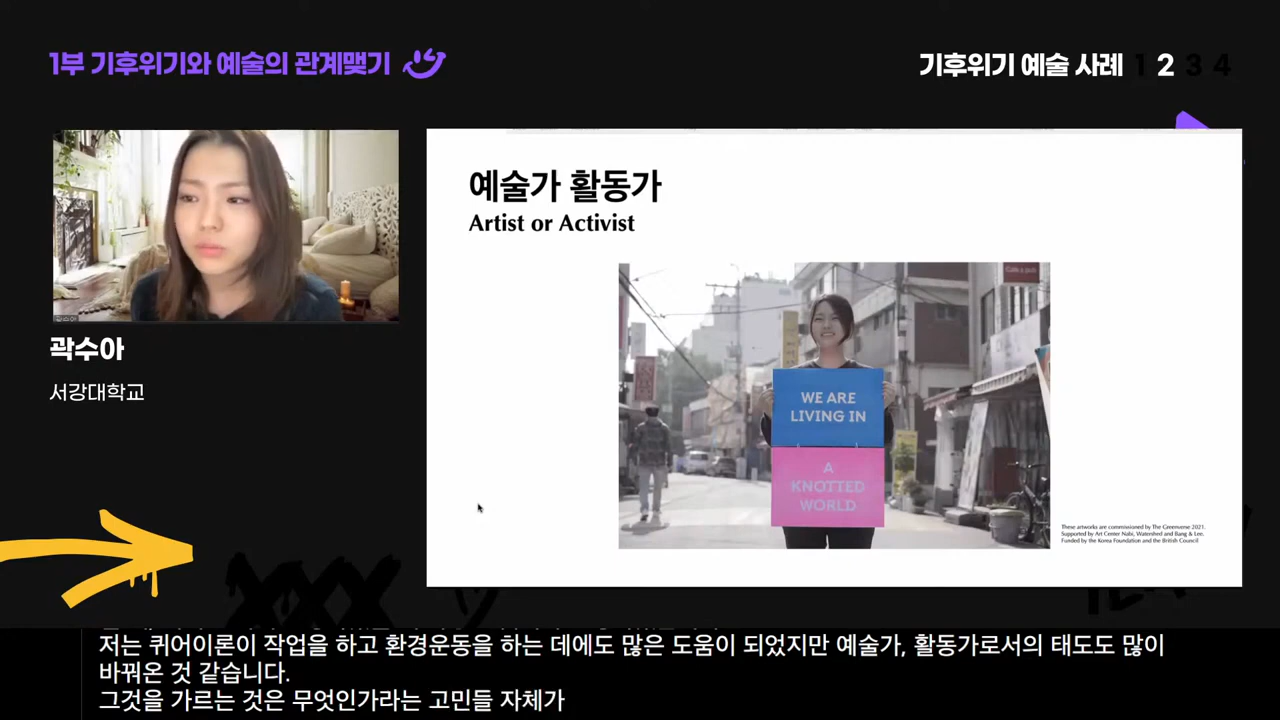 1부 기후위기와 예술의 관계맺기
기후위기 예술 사례 1 2 3 4
곽수아
서강대학교
예술가 활동가
Artist or Activist
WE ARE
LIVING IN
A
KNOTTED
WORLD
These artworks are commissioned by The Greenverse 2021.
Supported by Art Center Nabi, Watershed and Bang & Lee.
Funded by the Korea Foundation and the British Council
XXX
저는 퀴어이론이 작업을 하고 환경운동을 하는 데에도 많은 도움이 되었지만 예술가, 활동가로서의 태도도 많이
바꿔온 것 같습니다.
그것을 가르는 것은 무엇인가라는 고민들 자체가